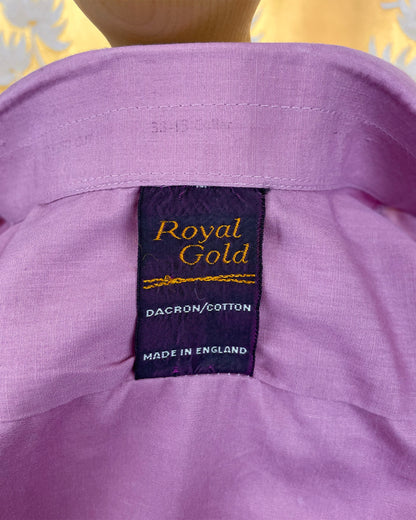 Royal
Gold
DACRON/COTTON
MADE IN ENGLAND